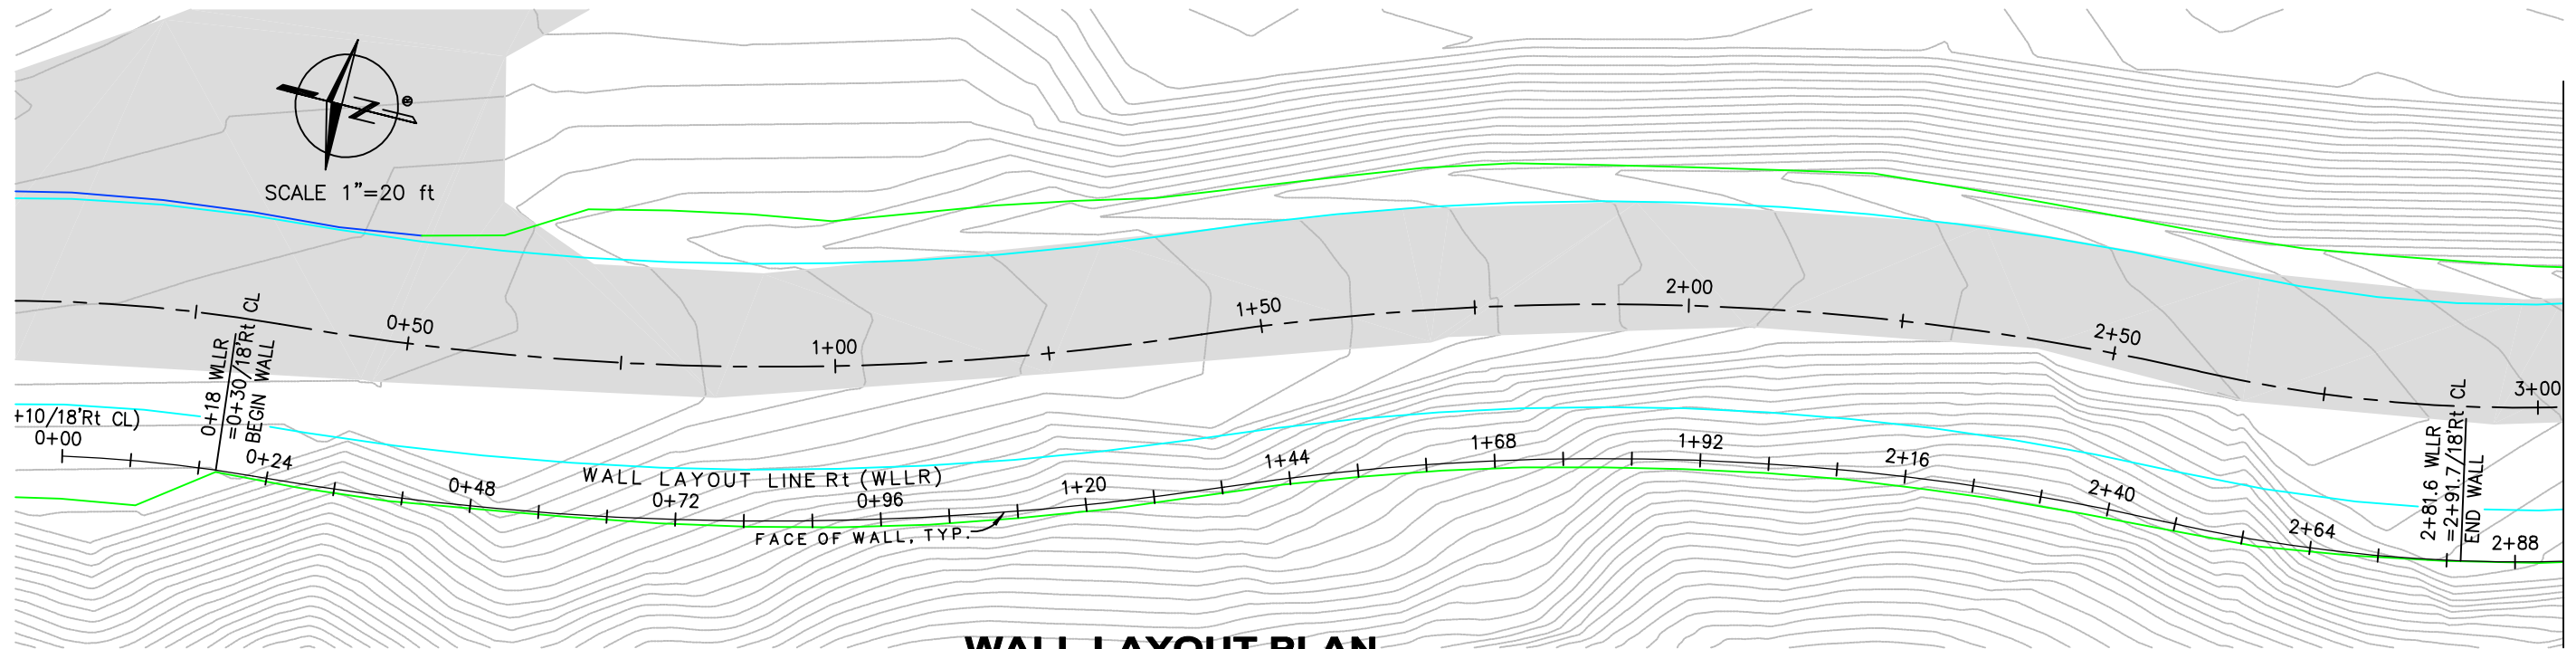 N
®
SCALE 1"=20 ft
0+50
1+00
1+50
2+00
2+50
3+00
0+18 WLLR
=0+30/18'Rt CL
BEGIN WALL
+10/18'Rt CL)
0+00
0+24
0+48
WALL LAYOUT LINE Rt (WLLR)
0+72
0+96
1+20
1+44
1+68
1+92
2+16
2+40
2+64
2+88
FACE OF WALL, TYP.
2+81.6 WLLR
=2+91.7/18'Rt CL
END WALL
WALL LAYOUT PLAN